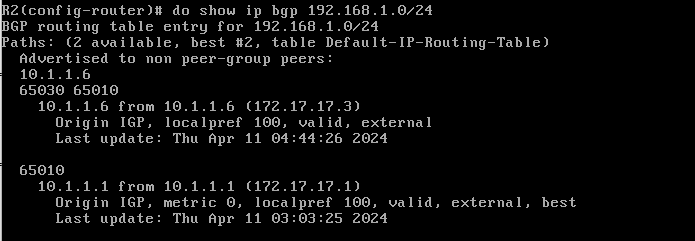 R2(config-router)# do show ip bgp 192.168.1.0/24
BGP routing table entry for 192.168.1.0/24
Paths: (2 available, best #2, table Default-IP-Routing-Table)
  Advertised to non peer-group peers:
  10.1.1.6
  65030 65010
    10.1.1.6 from 10.1.1.6 (172.17.17.3)
      Origin IGP, localpref 100, valid, external
      Last update: Thu Apr 11 04:44:26 2024

  65010
    10.1.1.1 from 10.1.1.1 (172.17.17.1)
      Origin IGP, metric 0, localpref 100, valid, external, best
      Last update: Thu Apr 11 03:03:25 2024